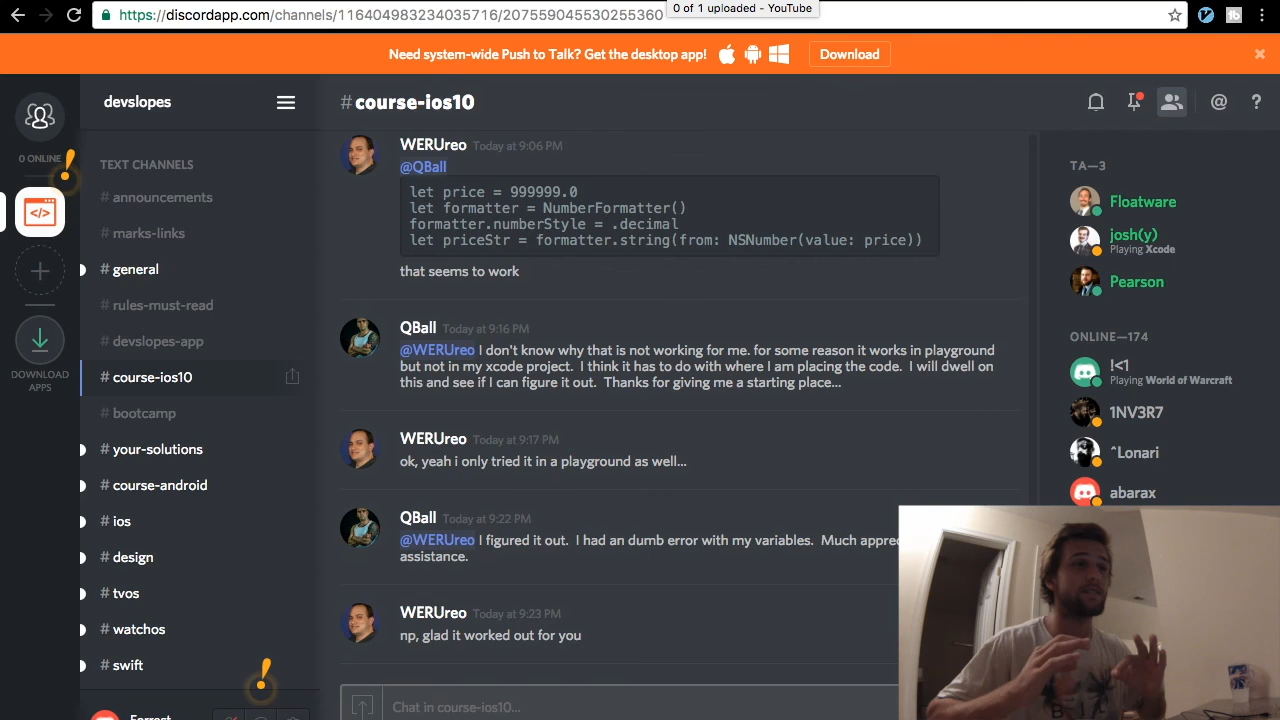 https://discordapp.com/channels/116404983234035716/207559045530255360
0 of 1 uploaded - YouTube
Need system-wide Push to Talk? Get the desktop app!
Download
devslopes
#course-ios10
0 ONLINE
DOWNLOAD
APPS
TEXT CHANNELS
# announcements
# marks-links
# general
# rules-must-read
# devslopes-app
# course-ios10
# bootcamp
# your-solutions
# course-android
# ios
# design
# tvos
# watchos
# swift
Forrest
WERUreo Today at 9:06 PM
@QBall
let price = 999999.0
let formatter = NumberFormatter()
formatter.numberStyle = .decimal
let priceStr = formatter.string(from: NSNumber(value: price))
that seems to work
QBall Today at 9:16 PM
@WERUreo I don't know why that is not working for me. for some reason it works in playground
but not in my xcode project. I think it has to do with where I am placing the code. I will dwell on
this and see if I can figure it out. Thanks for giving me a starting place...
WERUreo Today at 9:17 PM
ok, yeah i only tried it in a playground as well...
QBall Today at 9:22 PM
@WERUreo I figured it out. I had an dumb error with my variables. Much
assistance.
WERUreo Today at 9:23 PM
np, glad it worked out for you
Chat in course-ios10...
TA—3
Floatware
josh(y)
Playing Xcode
Pearson
ONLINE—174
!<1
Playing World of Warcraft
1NV3R7
^Lonari
abarax